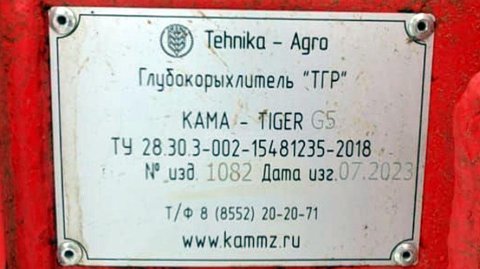 Tehnika - Agro
Глубокорыхлитель "ТГР"
KAMA - TIGER G5
ТУ 28.30.3-002-15481235-2018
№ изд. 1082 Дата изг. 07.2023
Т/Ф 8 (8552) 20-20-71
www.kammz.ru